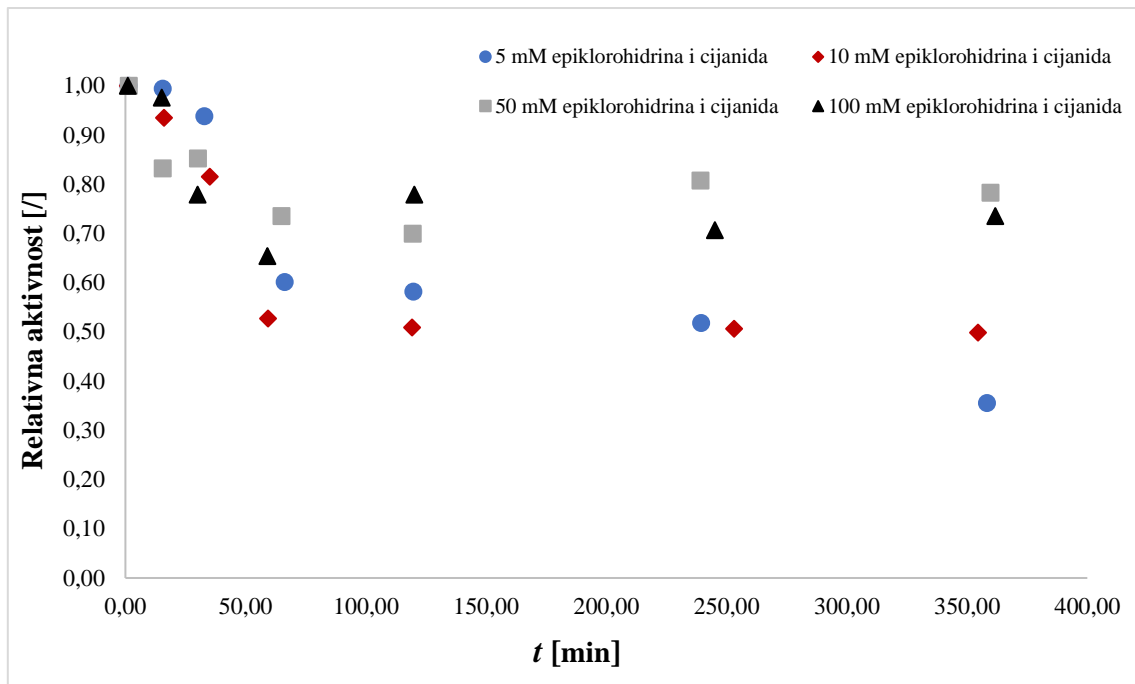 5 mM epiklorohidrina i cijanida
10 mM epiklorohidrina i cijanida
50 mM epiklorohidrina i cijanida
100 mM epiklorohidrina i cijanida
Relativna aktivnost [/]
1,00
0,90
0,80
0,70
0,60
0,50
0,40
0,30
0,20
0,10
0,00
0,00 50,00 100,00 150,00 200,00 250,00 300,00 350,00 400,00
t [min]